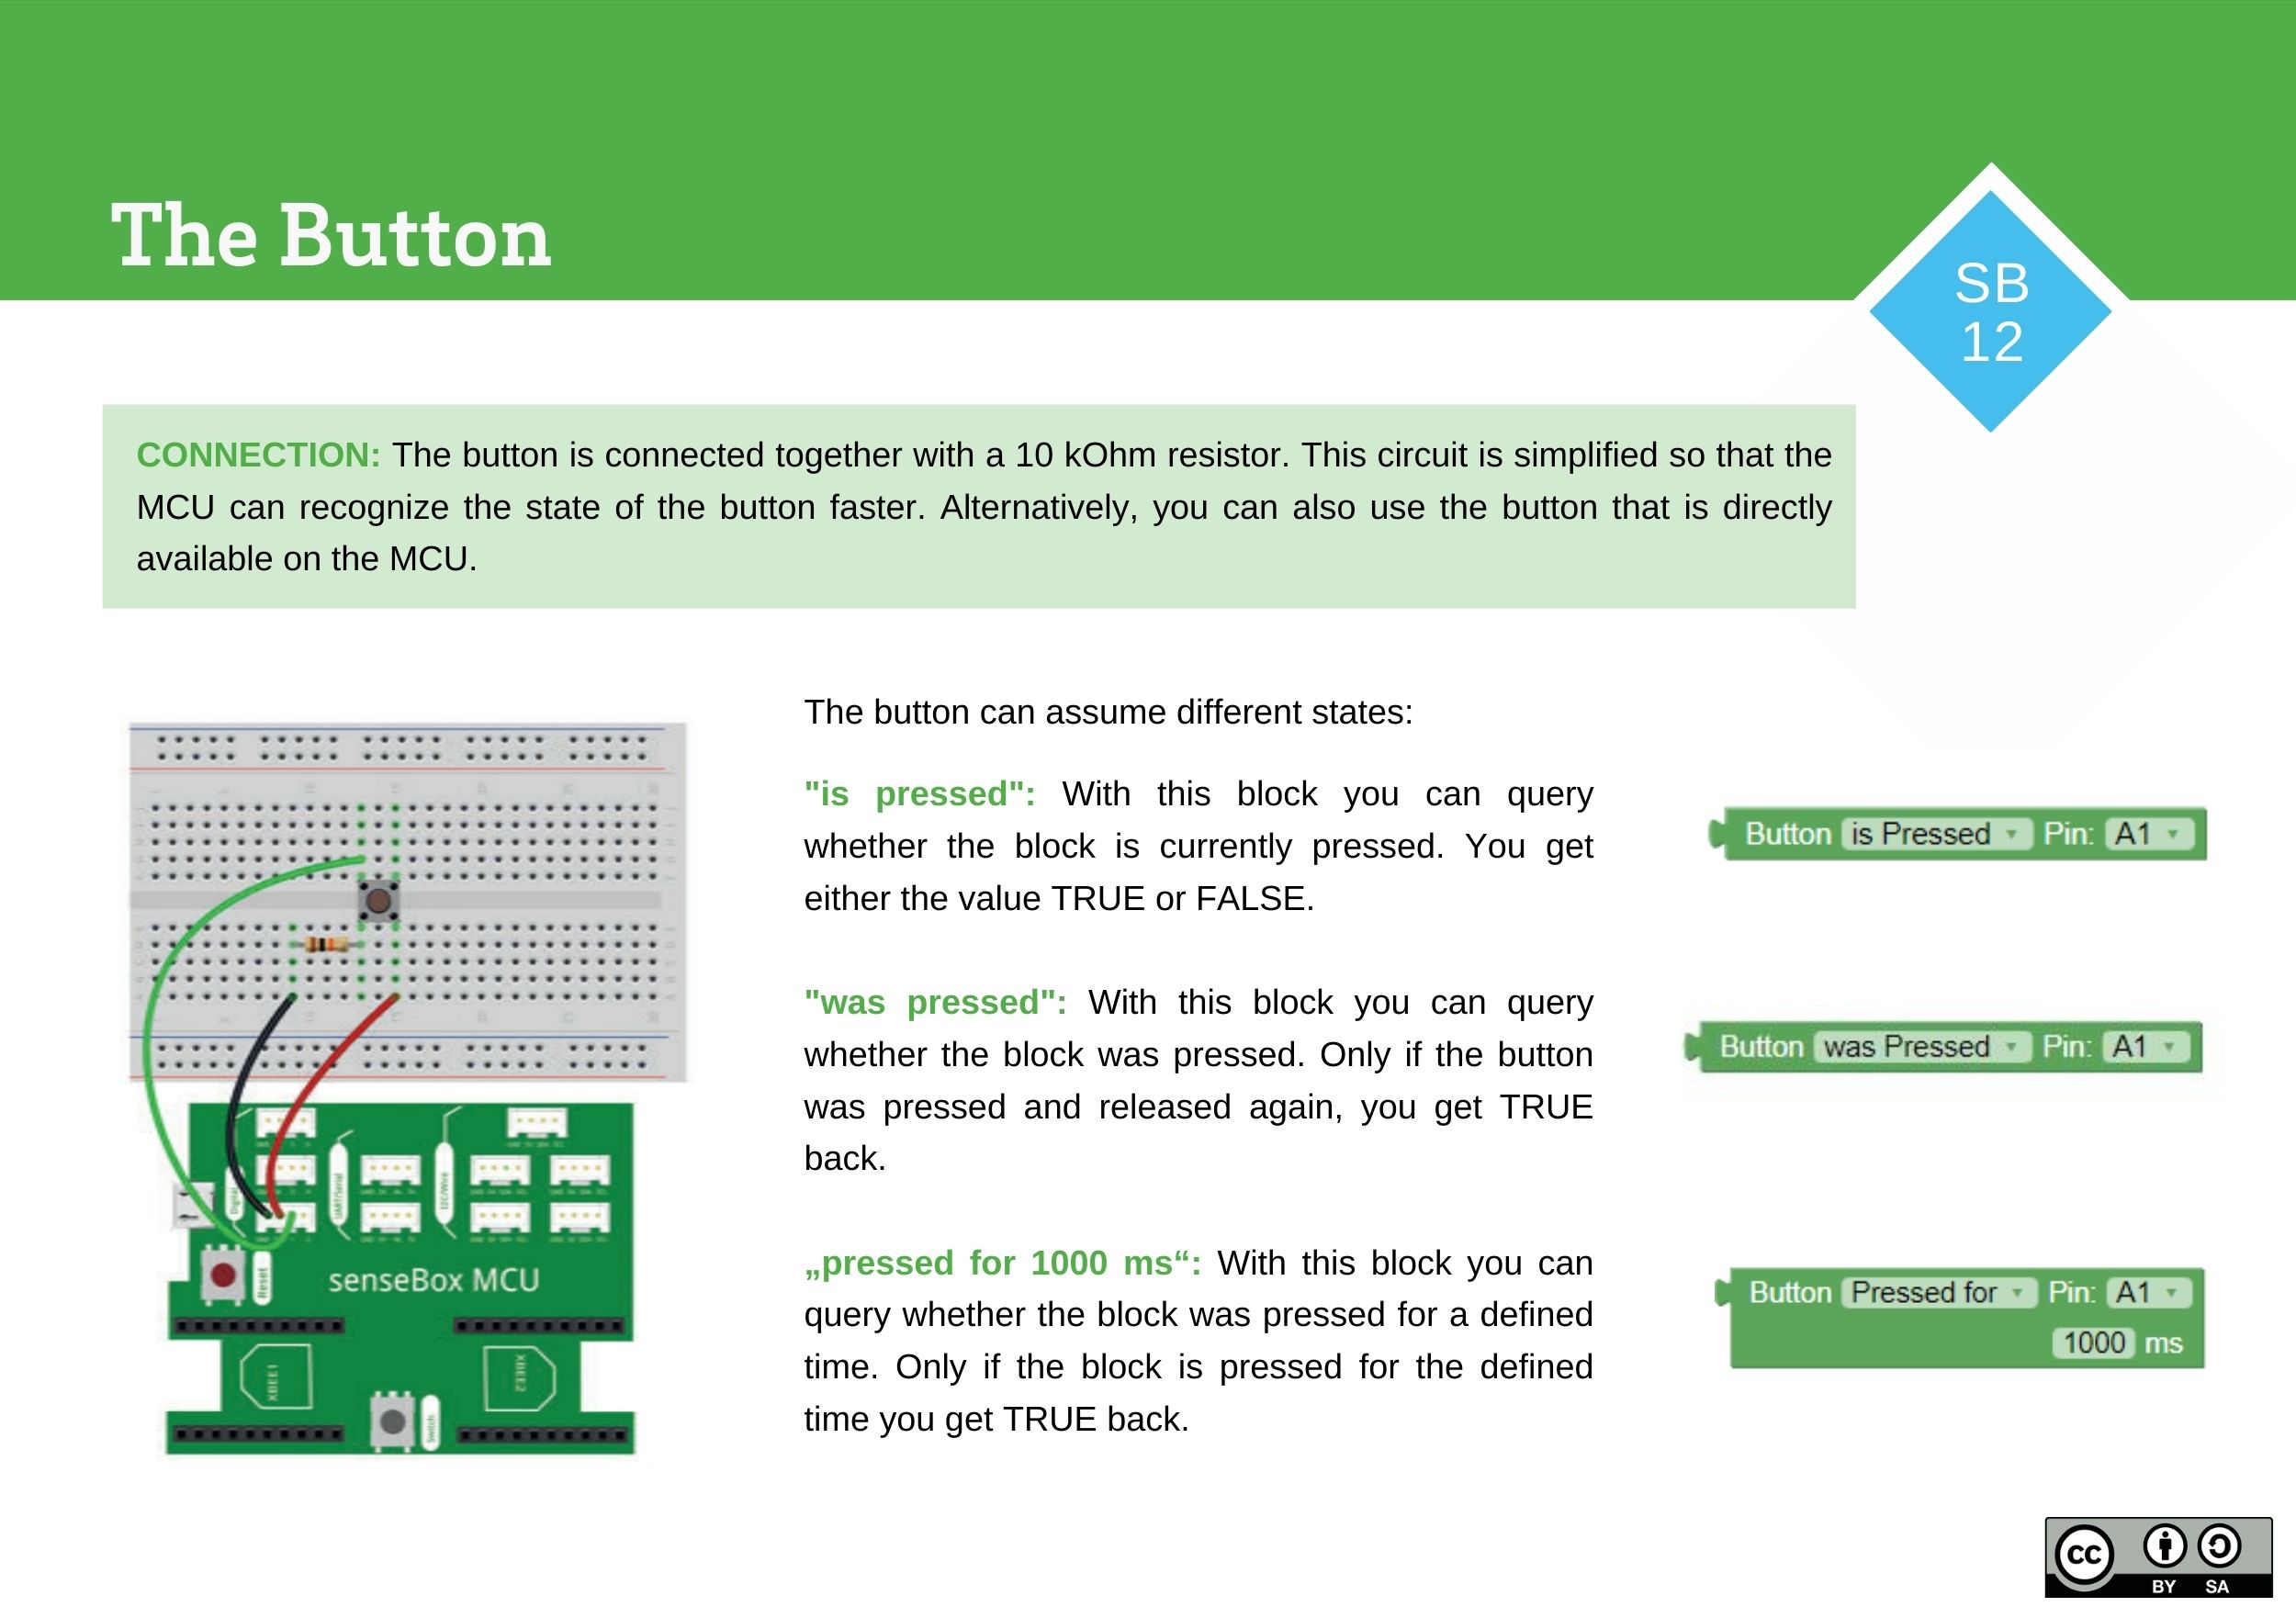 The Button
SB
12
CONNECTION: The button is connected together with a 10 kOhm resistor. This circuit is simplified so that the
MCU can recognize the state of the button faster. Alternatively, you can also use the button that is directly
available on the MCU.
The button can assume different states:
"is pressed": With this block you can query
whether the block is currently pressed. You get
either the value TRUE or FALSE.
Button is Pressed Pin: A1
"was pressed": With this block you can query
whether the block was pressed. Only if the button
was pressed and released again, you get TRUE
back.
Button was Pressed Pin: A1
„pressed for 1000 ms“: With this block you can
query whether the block was pressed for a defined
time. Only if the block is pressed for the defined
time you get TRUE back.
Button Pressed for Pin: A1
1000 ms
Digital
UART/Serial
I2C/Wire
Reset
senseBox MCU
XBEE1
XBEE2
Switch
CC
BY SA